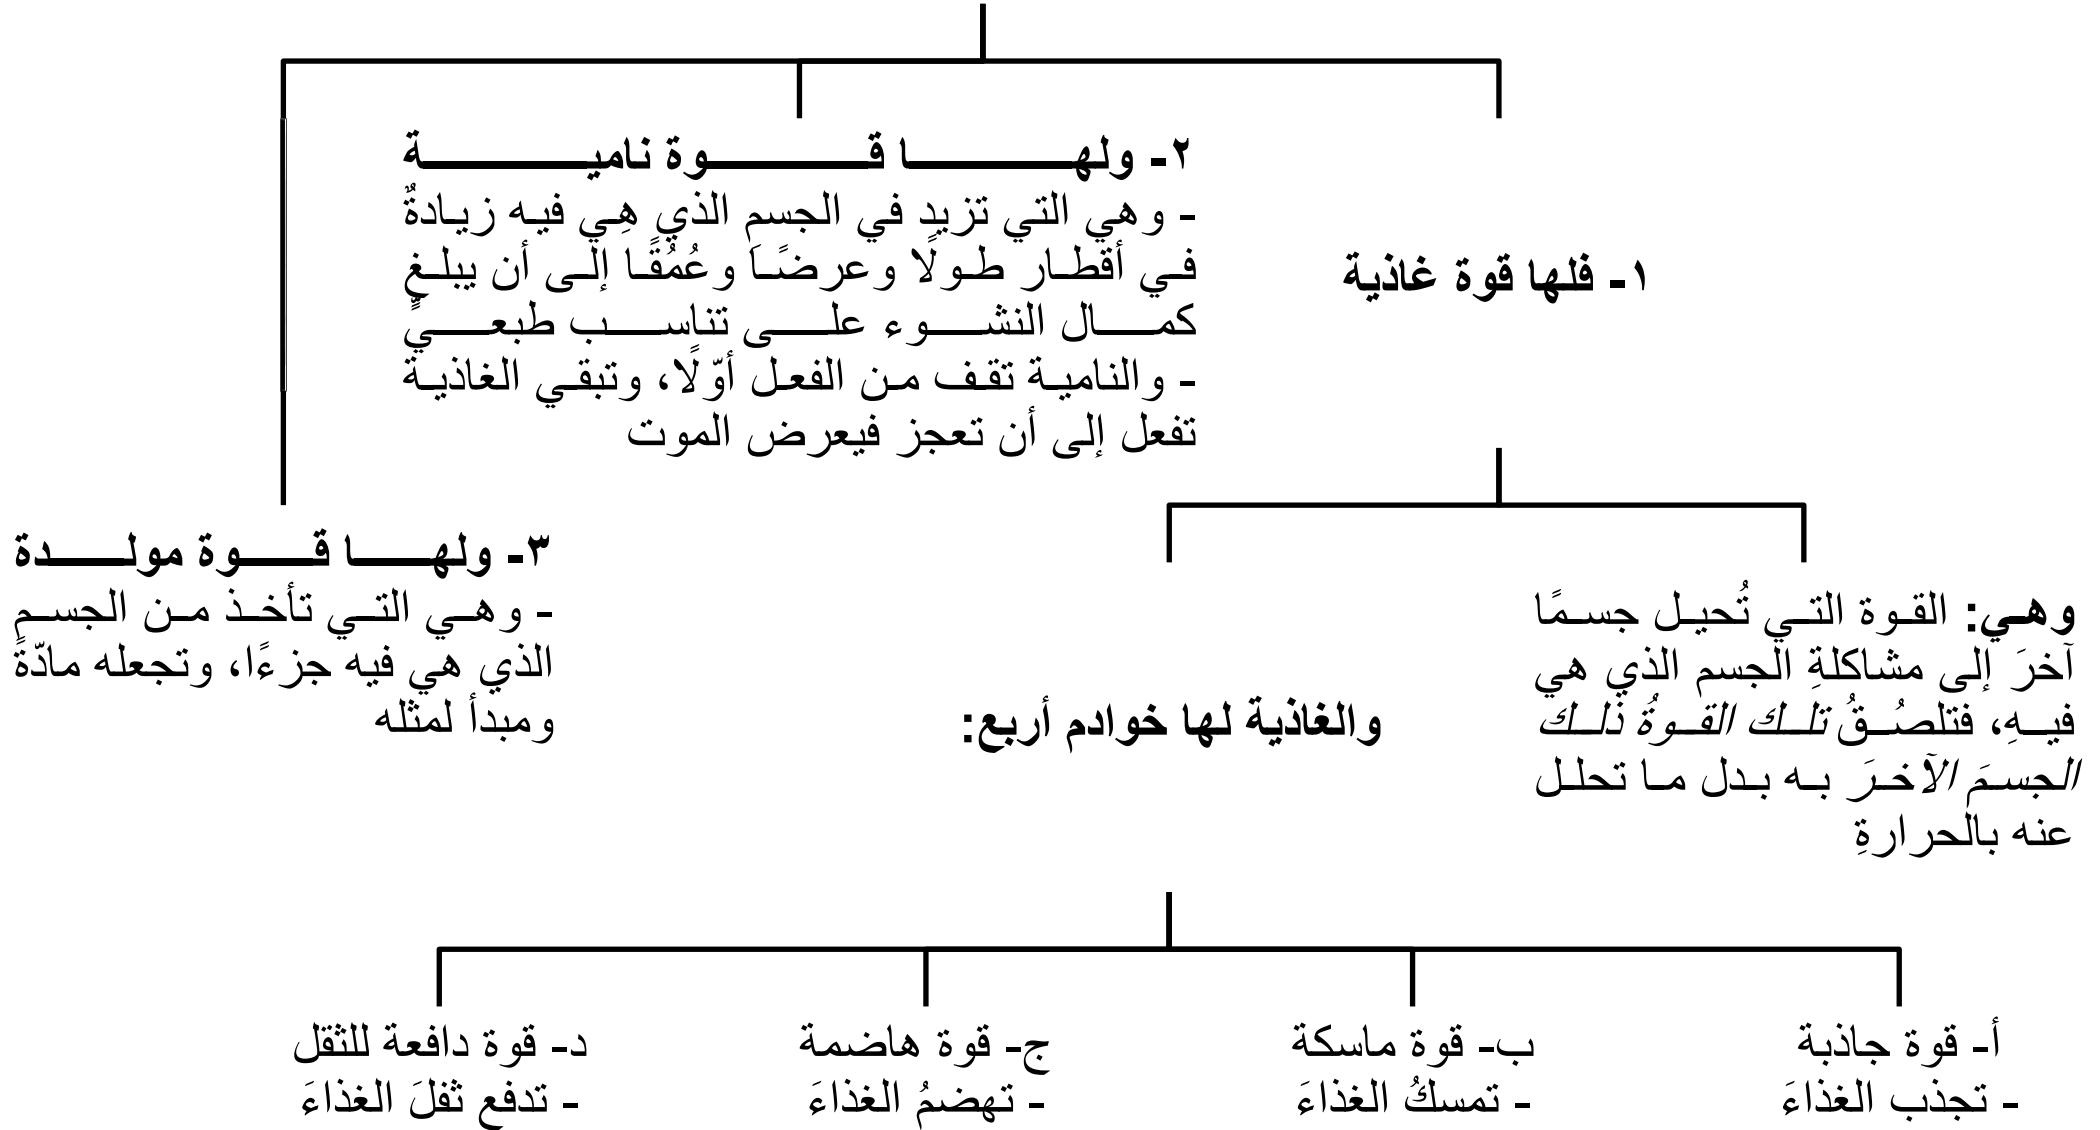 ١- فلها قوة غاذية
٢- ولها قوة نامية
- وهي التي تزيد في الجسم الذي هِي فيه زيادةٌ
في أقطار طولًا وعرضًا وعُمُقًا إلى أن يبلغ
كمال النشوء على تناسب طبعيٍّ
- والنامية تقف من الفعل أوّلًا، وتبقي الغاذية
تفعل إلى أن تعجز فيعرض الموت
٣- ولها قوة مولدة
- وهي التي تأخذ من الجسم
الذي هي فيه جزءًا، وتجعله مادّةً
ومبدأ لمثله
وهي: القوة التي تُحيل جسمًا
آخرَ إلى مشاكلةِ الجسم الذي هي
فيهِ، فتلصُقُ تلك القوةُ ذلك
الجسمَ الآخرَ به بدل ما تحلل
عنه بالحرارةِ
والغاذية لها خوادم أربع:
أ- قوة جاذبة
- تجذب الغذاءَ
ب- قوة ماسكة
- تمسكُ الغذاءَ
ج- قوة هاضمة
- تهضمُ الغذاءَ
د- قوة دافعة للثقل
- تدفع ثفلَ الغذاءَ